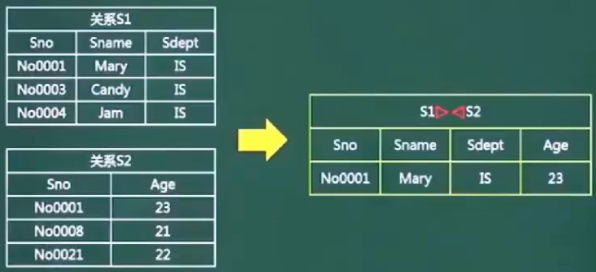 关系S1
Sno Sname Sdept
No0001 Mary IS
No0003 Candy IS
No0004 Jam IS
关系S2
Sno Age
No0001 23
No0008 21
No0021 22
S1▷◁S2
Sno Sname Sdept Age
No0001 Mary IS 23